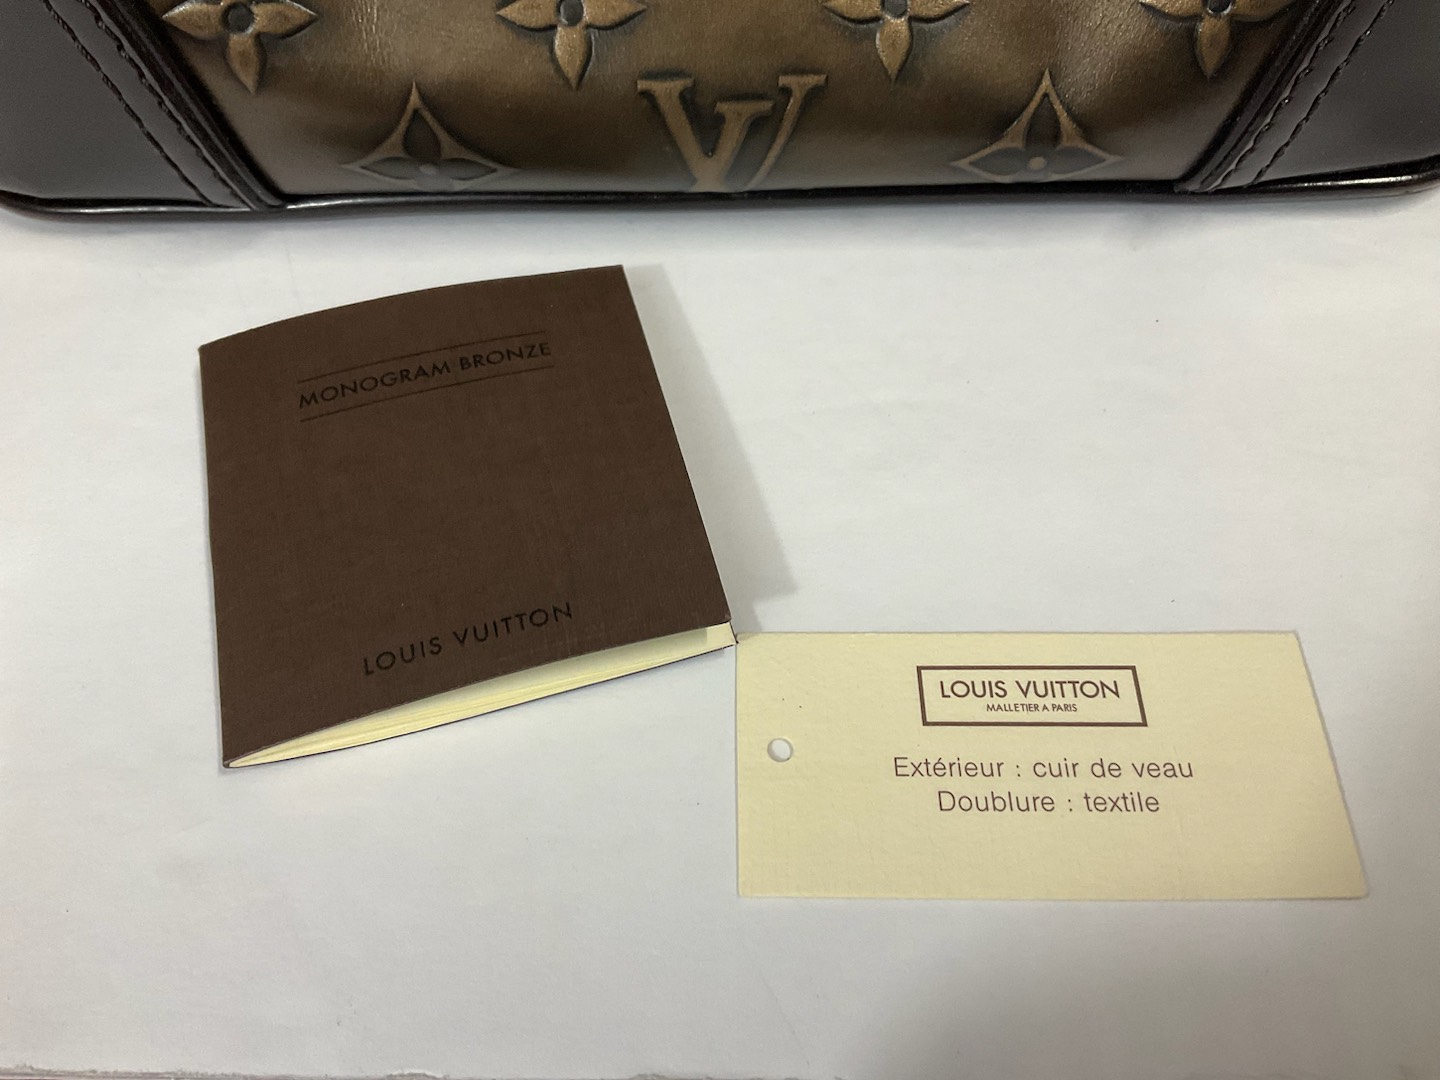 MONOGRAM BRONZE
LOUIS VUITTON
LOUIS VUITTON
MALLETIER A PARIS
Extérieur : cuir de veau
Doublure : textile